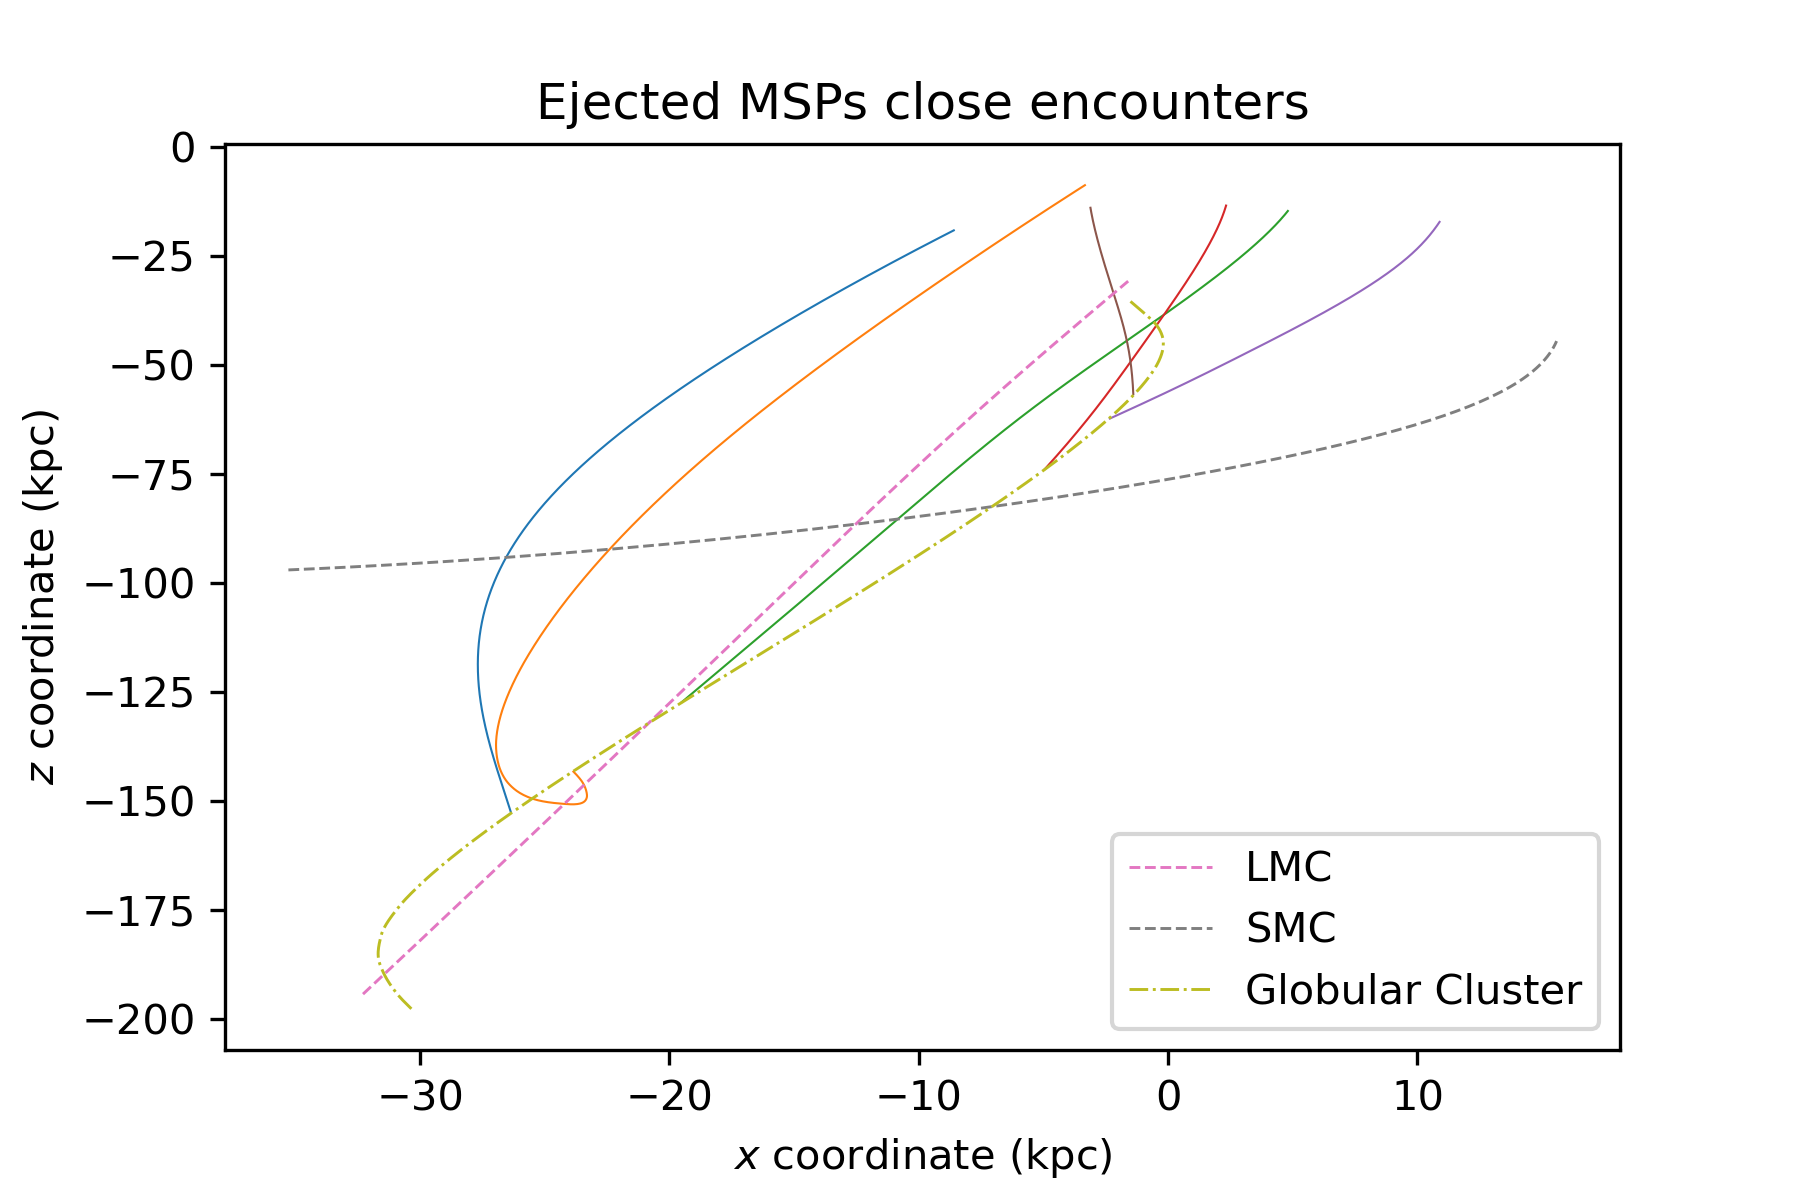 Ejected MSPs close encounters
0
−25
−50
−75
−100
−125
−150
−175
−200
z coordinate (kpc)
−30
−20
−10
0
10
x coordinate (kpc)
LMC
SMC
Globular Cluster